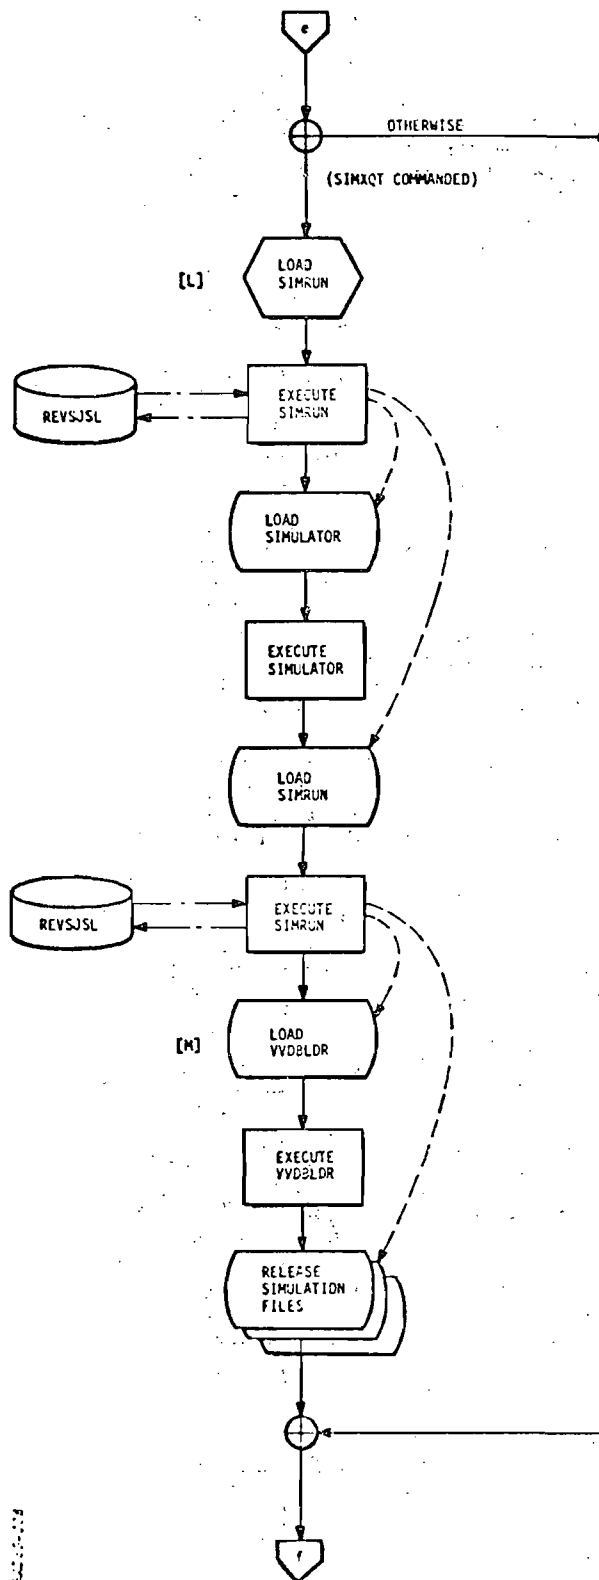 e
OTHERWISE
(SIMXQT COMMANDED)
[L]
LOAD
SIMRUN
REVSJSL
EXECUTE
SIMRUN
LOAD
SIMULATOR
EXECUTE
SIMULATOR
LOAD
SIMRUN
REVSJSL
EXECUTE
SIMRUN
[M]
LOAD
VVDBLDR
EXECUTE
VVDBLDR
RELEASE
SIMULATION
FILES
f